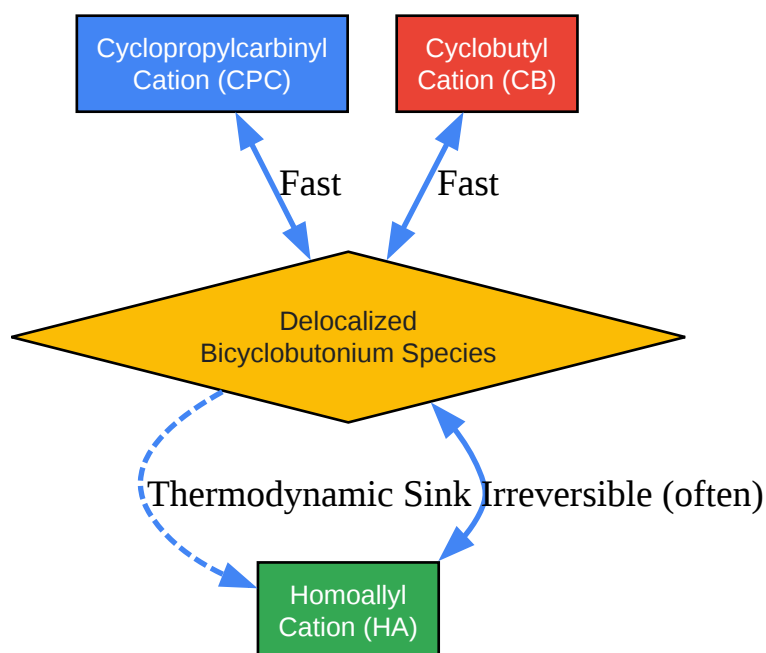 Cyclopropylcarbinyl
Cation (CPC)
Cyclobutyl
Cation (CB)
Fast
Fast
Delocalized
Bicyclobutonium Species
Thermodynamic Sink
Irreversible (often)
Homoallyl
Cation (HA)